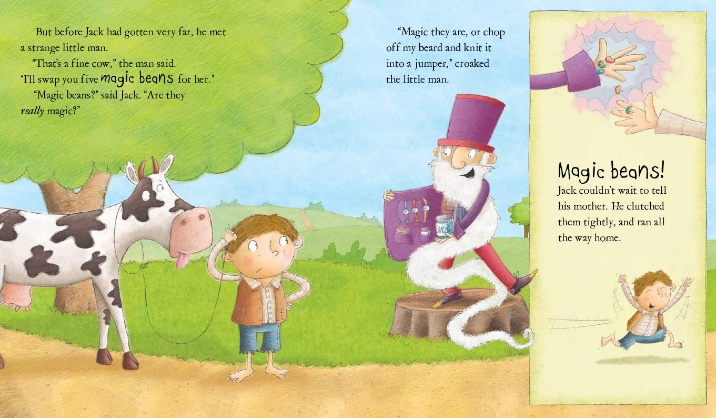 But before Jack had gotten very far, he met
a strange little man.
"That's a fine cow," the man said.
"I'll swap you five magic beans for her."
"Magic beans?" said Jack. "Are they
really magic?"
"Magic they are, or chop
off my beard and knit it
into a jumper," croaked
the little man.
Magic beans!
Jack couldn't wait to tell
his mother. He clutched
them tightly, and ran all
the way home.